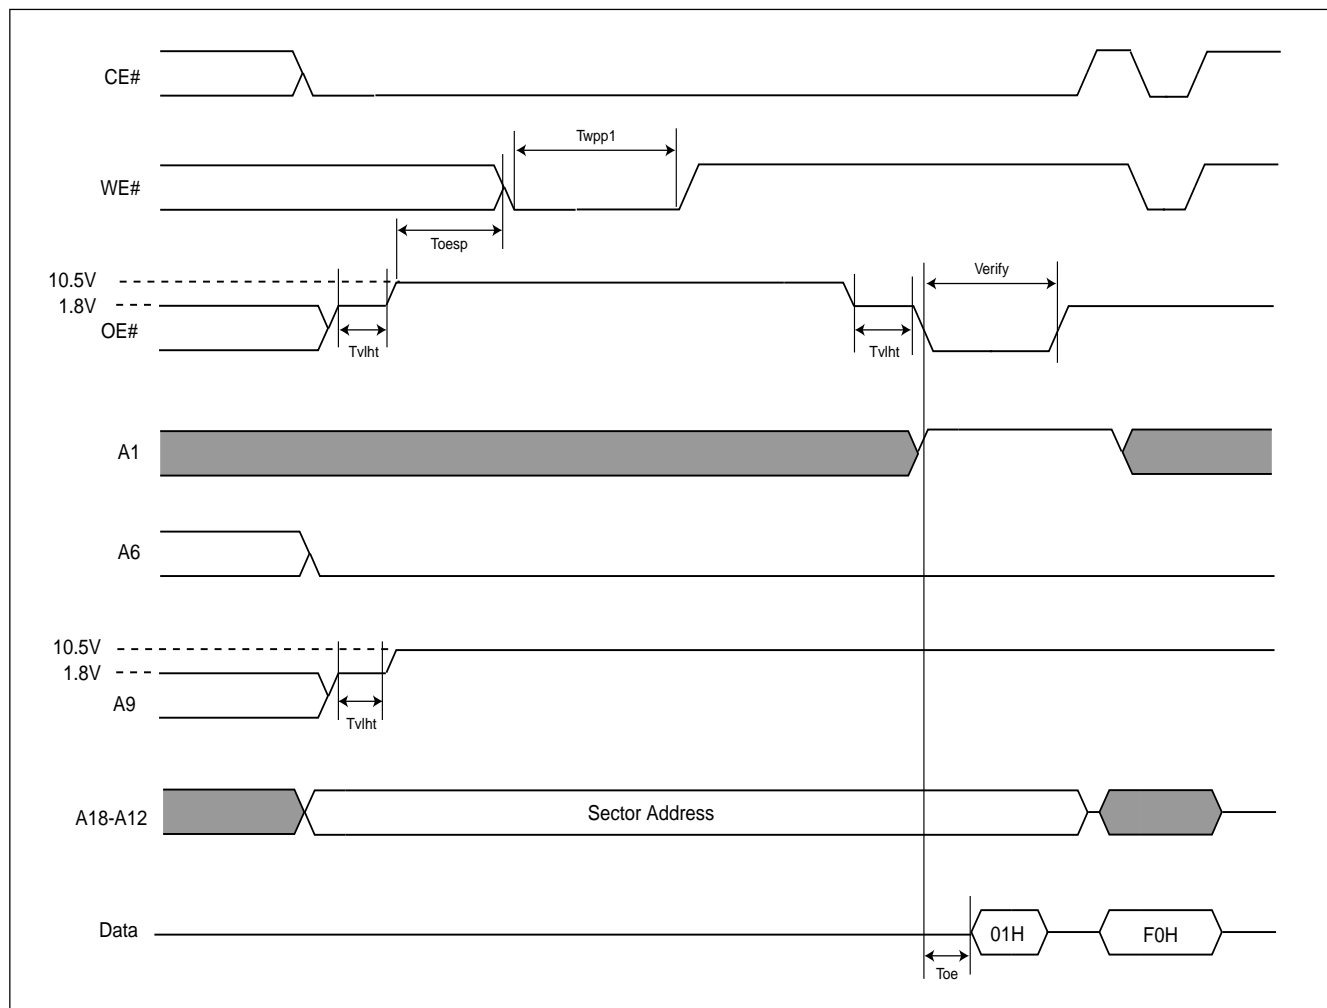 CE#
Twpp1
WE#
Toesp
10.5V
Verify
1.8V
OE#
Tvlht
Tvlht
A1
A6
10.5V
1.8V
A9
Tvlht
A18-A12
Sector Address
Data
01H
F0H
Toe